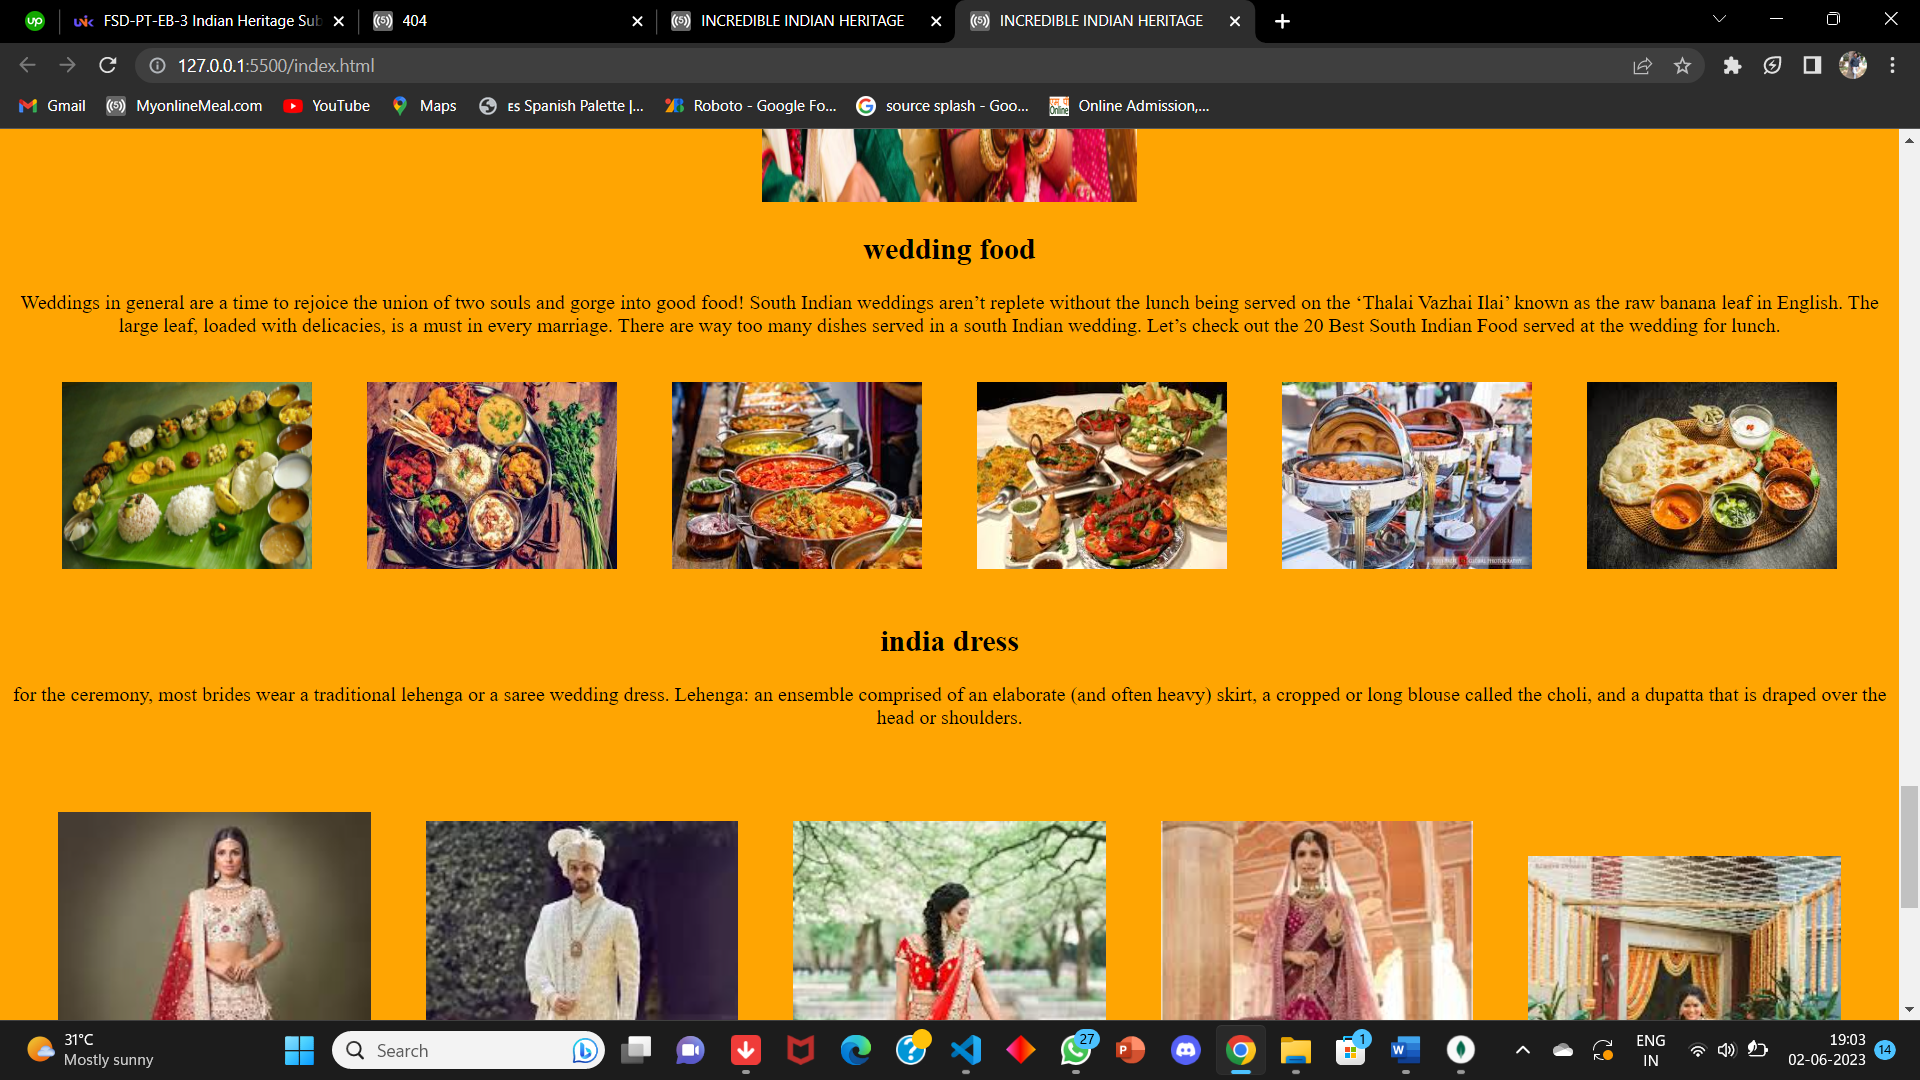 FSD-PT-EB-3 Indian Heritage Sub
404
INCREDIBLE INDIAN HERITAGE
INCREDIBLE INDIAN HERITAGE
127.0.0.1:5500/index.html
Gmail
MyonlineMeal.com
YouTube
Maps
ES Spanish Palette |...
Roboto - Google Fo...
source splash - Goo...
Online Admission,...
wedding food
Weddings in general are a time to rejoice the union of two souls and gorge into good food! South Indian weddings aren’t replete without the lunch being served on the ‘Thalai Vazhai Ilai’ known as the raw banana leaf in English. The
large leaf, loaded with delicacies, is a must in every marriage. There are way too many dishes served in a south Indian wedding. Let’s check out the 20 Best South Indian Food served at the wedding for lunch.
india dress
for the ceremony, most brides wear a traditional lehenga or a saree wedding dress. Lehenga: an ensemble comprised of an elaborate (and often heavy) skirt, a cropped or long blouse called the choli, and a dupatta that is draped over the
head or shoulders.
31°C
Mostly sunny
Search
27
1
ENG
IN
19:03
02-06-2023
14